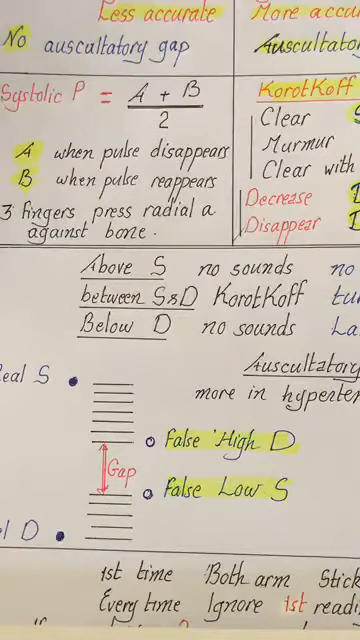 Less accurate More accur
No auscultatory gap Auscultato
Systolic P = A + B / 2
A when pulse disappears
B when pulse reappears
3 fingers press radial a
against bone.
KorotKoff
Clear
Murmur
Clear with
Decrease
Disappear
Above S no sounds no
between S&D KorotKoff tu
Below D no sounds La
Auscultatory
more in hyperten
eal S
False High D
Gap
False Low S
l D
1st time Both arm Stick
Every time Ignore 1st readi